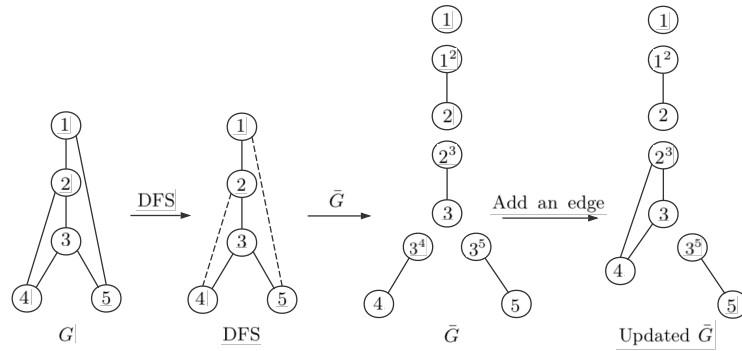 1 1
1² 1²
1 1 2 2
2 2 2³ 2³
DFS Ḡ Add an edge
3 3 3 3
3⁴ 3⁵ 3⁵
4 5 4 5 4 5 4 5
G DFS Ḡ Updated Ḡ